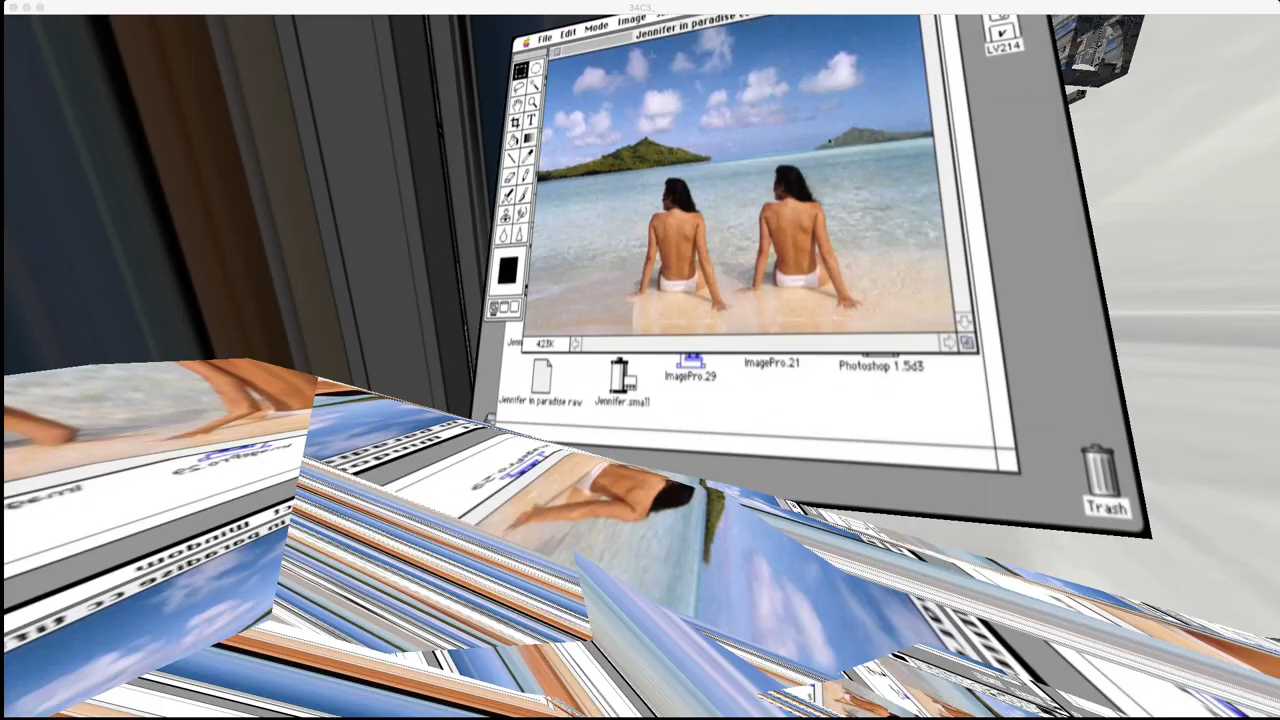 34C3_
File Edit Mode Image
Jennifer in paradise
LV214
T
423K
ImagePro.29
ImagePro.21
Photoshop 1.5d3
Jennifer in paradise raw
Jennifer.small
Trash